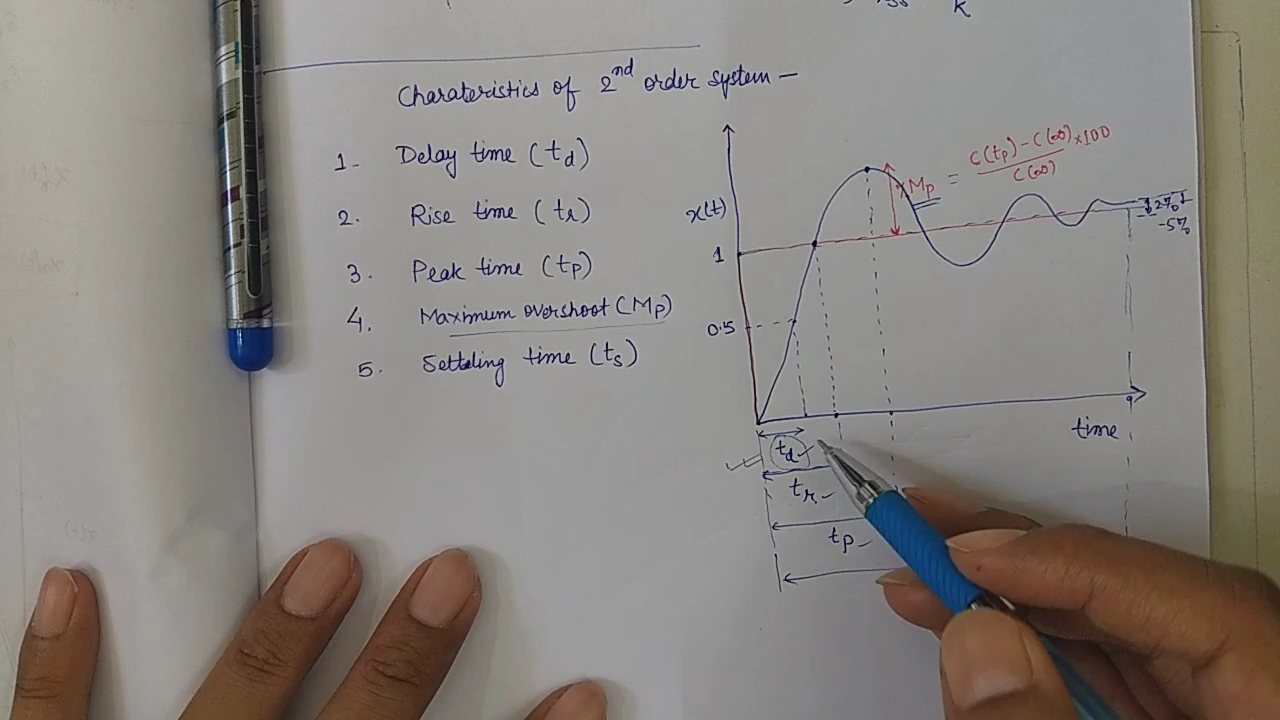 k
Charateristics of 2nd order system –
1- Delay time (td)
2. Rise time (tr)
3. Peak time (tp)
4. Maximum overshoot (Mp)
5. Setteling time (ts)
x(t)
1
0.5
Mp = C(tp) – C(∞) ×100
C(∞)
2%
-5%
time
td
tr
tp